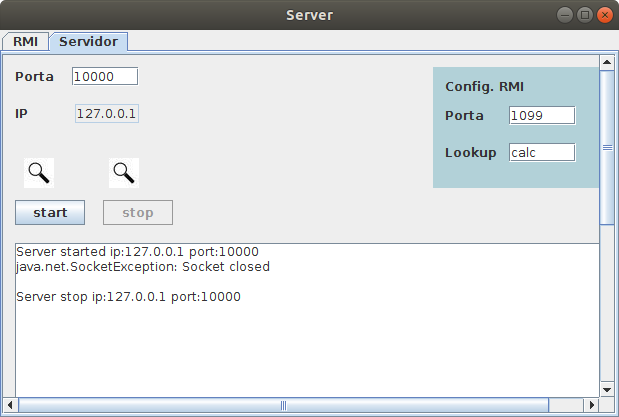 Server
RMI Servidor
Porta 10000
IP 127.0.0.1
Config. RMI
Porta 1099
Lookup calc
start stop
Server started ip:127.0.0.1 port:10000
java.net.SocketException: Socket closed
Server stop ip:127.0.0.1 port:10000